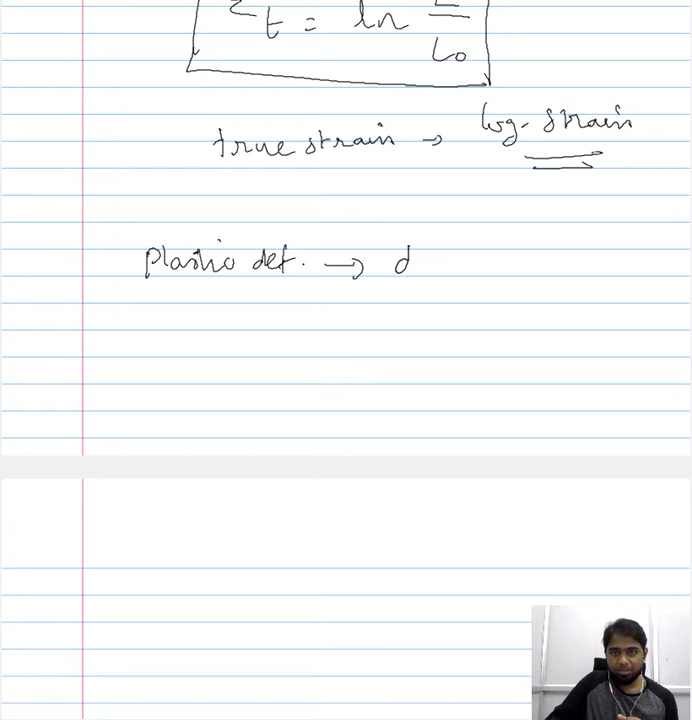 ε_t = ln L/L₀
true strain → log. strain
Plastic def. → d